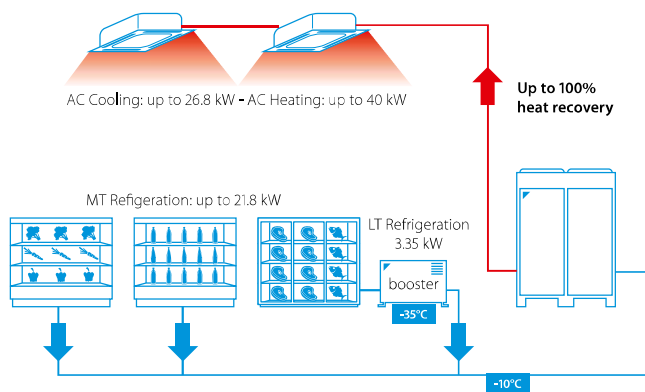 AC Cooling: up to 26.8 kW - AC Heating: up to 40 kW
Up to 100%
heat recovery
MT Refigeration: up to 21.8 kW
LT Refrigeration
3.35 kW
booster
-35°C
-10°C